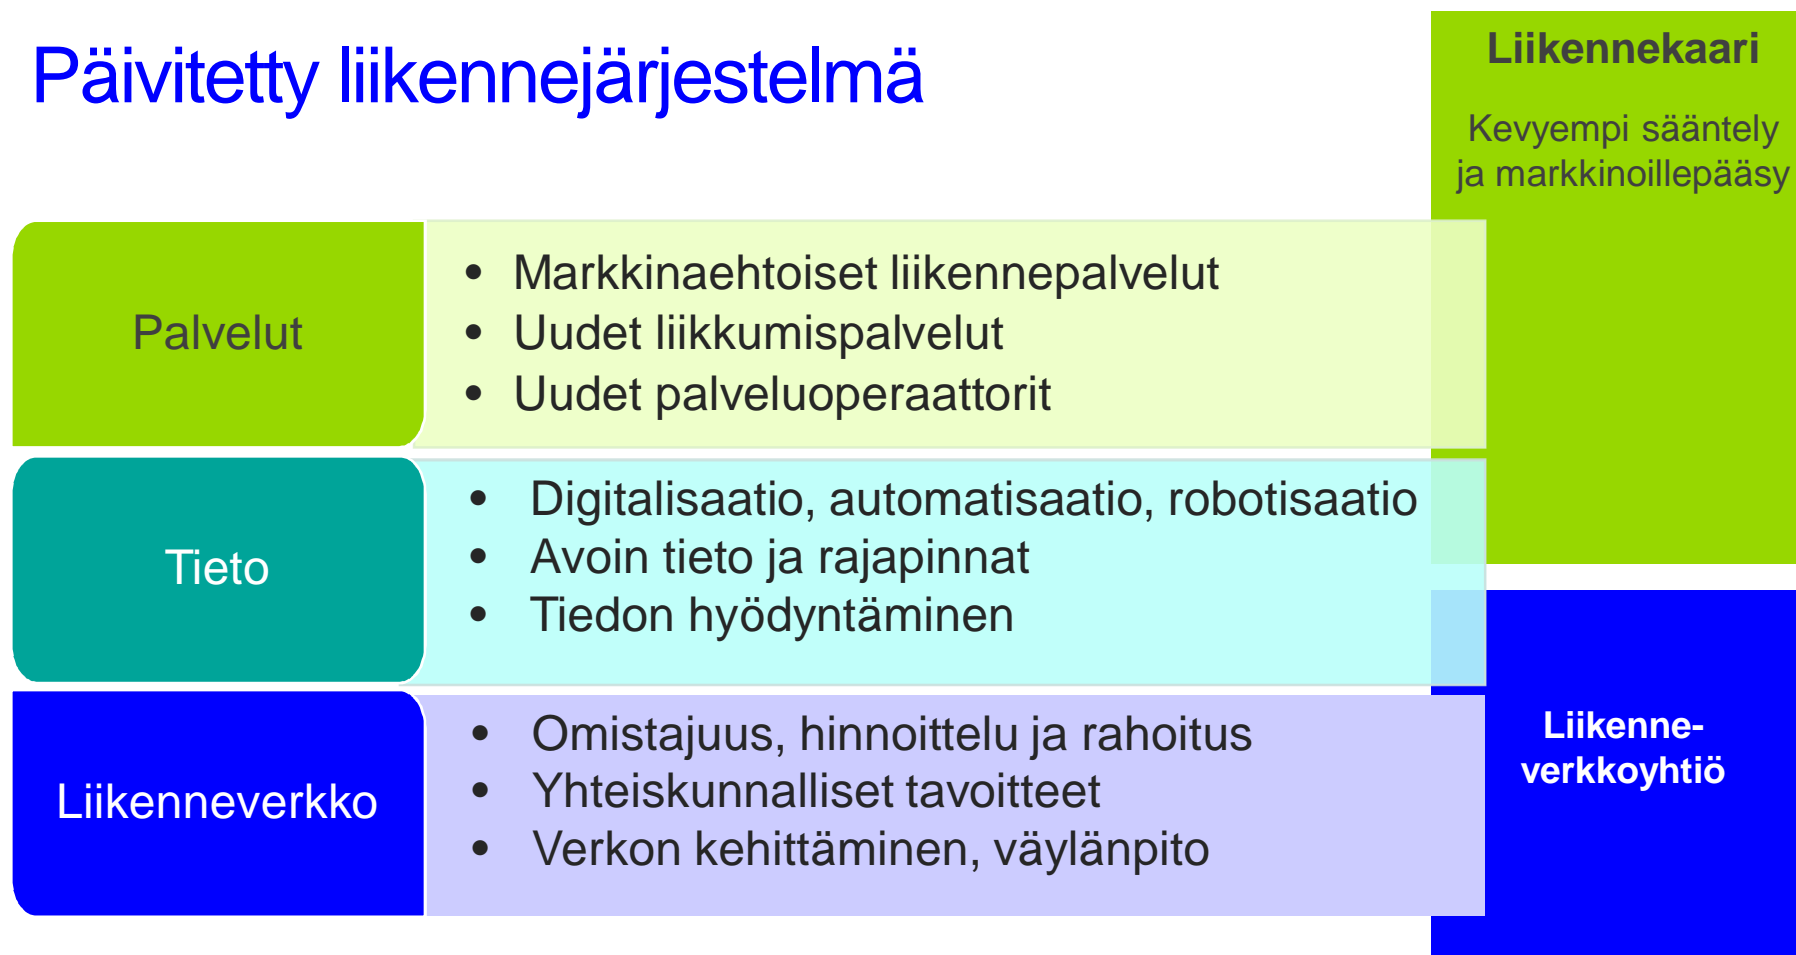 Päivitetty liikennejärjestelmä
Liikennekaari
Kevyempi sääntely
ja markkinoillepääsy
Palvelut
• Markkinaehtoiset liikennepalvelut
• Uudet liikkumispalvelut
• Uudet palveluoperaattorit
Tieto
• Digitalisaatio, automatisaatio, robotisaatio
• Avoin tieto ja rajapinnat
• Tiedon hyödyntäminen
Liikenneverkko
• Omistajuus, hinnoittelu ja rahoitus
• Yhteiskunnalliset tavoitteet
• Verkon kehittäminen, väylänpito
Liikenne-
verkkoyhtiö